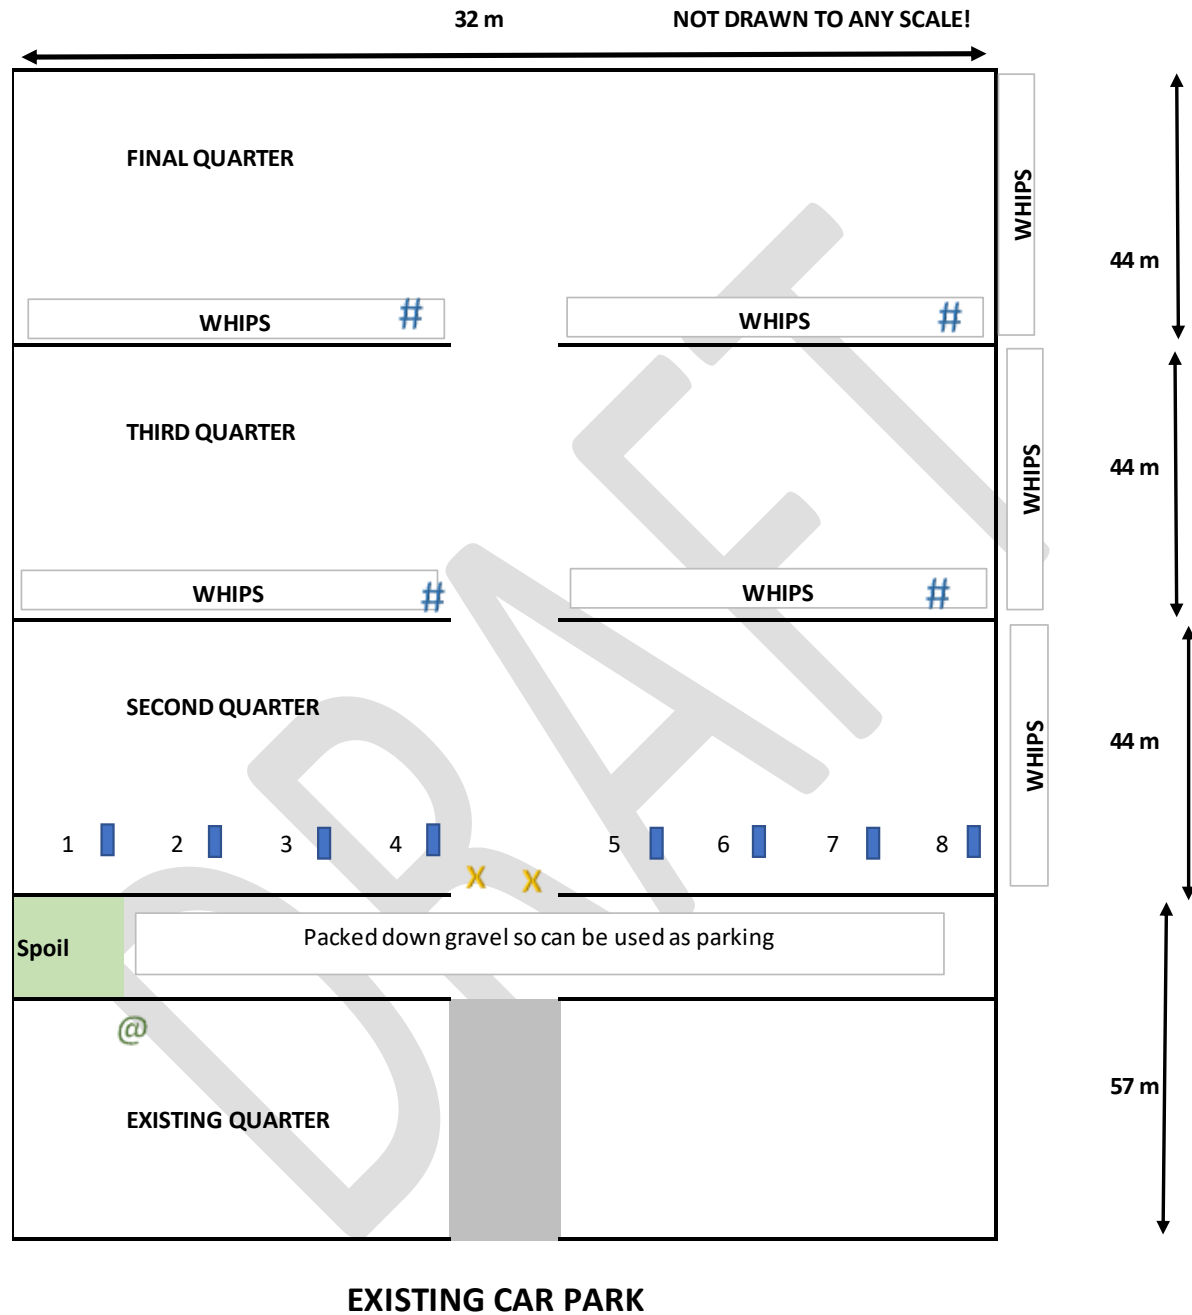 32 m NOT DRAWN TO ANY SCALE!
FINAL QUARTER
WHIPS
44 m
WHIPS # WHIPS #
THIRD QUARTER
WHIPS
44 m
WHIPS # WHIPS #
SECOND QUARTER
WHIPS
44 m
1 2 3 4 5 6 7 8
X X
Spoil
Packed down gravel so can be used as parking
@
57 m
EXISTING QUARTER
EXISTING CAR PARK
DRAFT